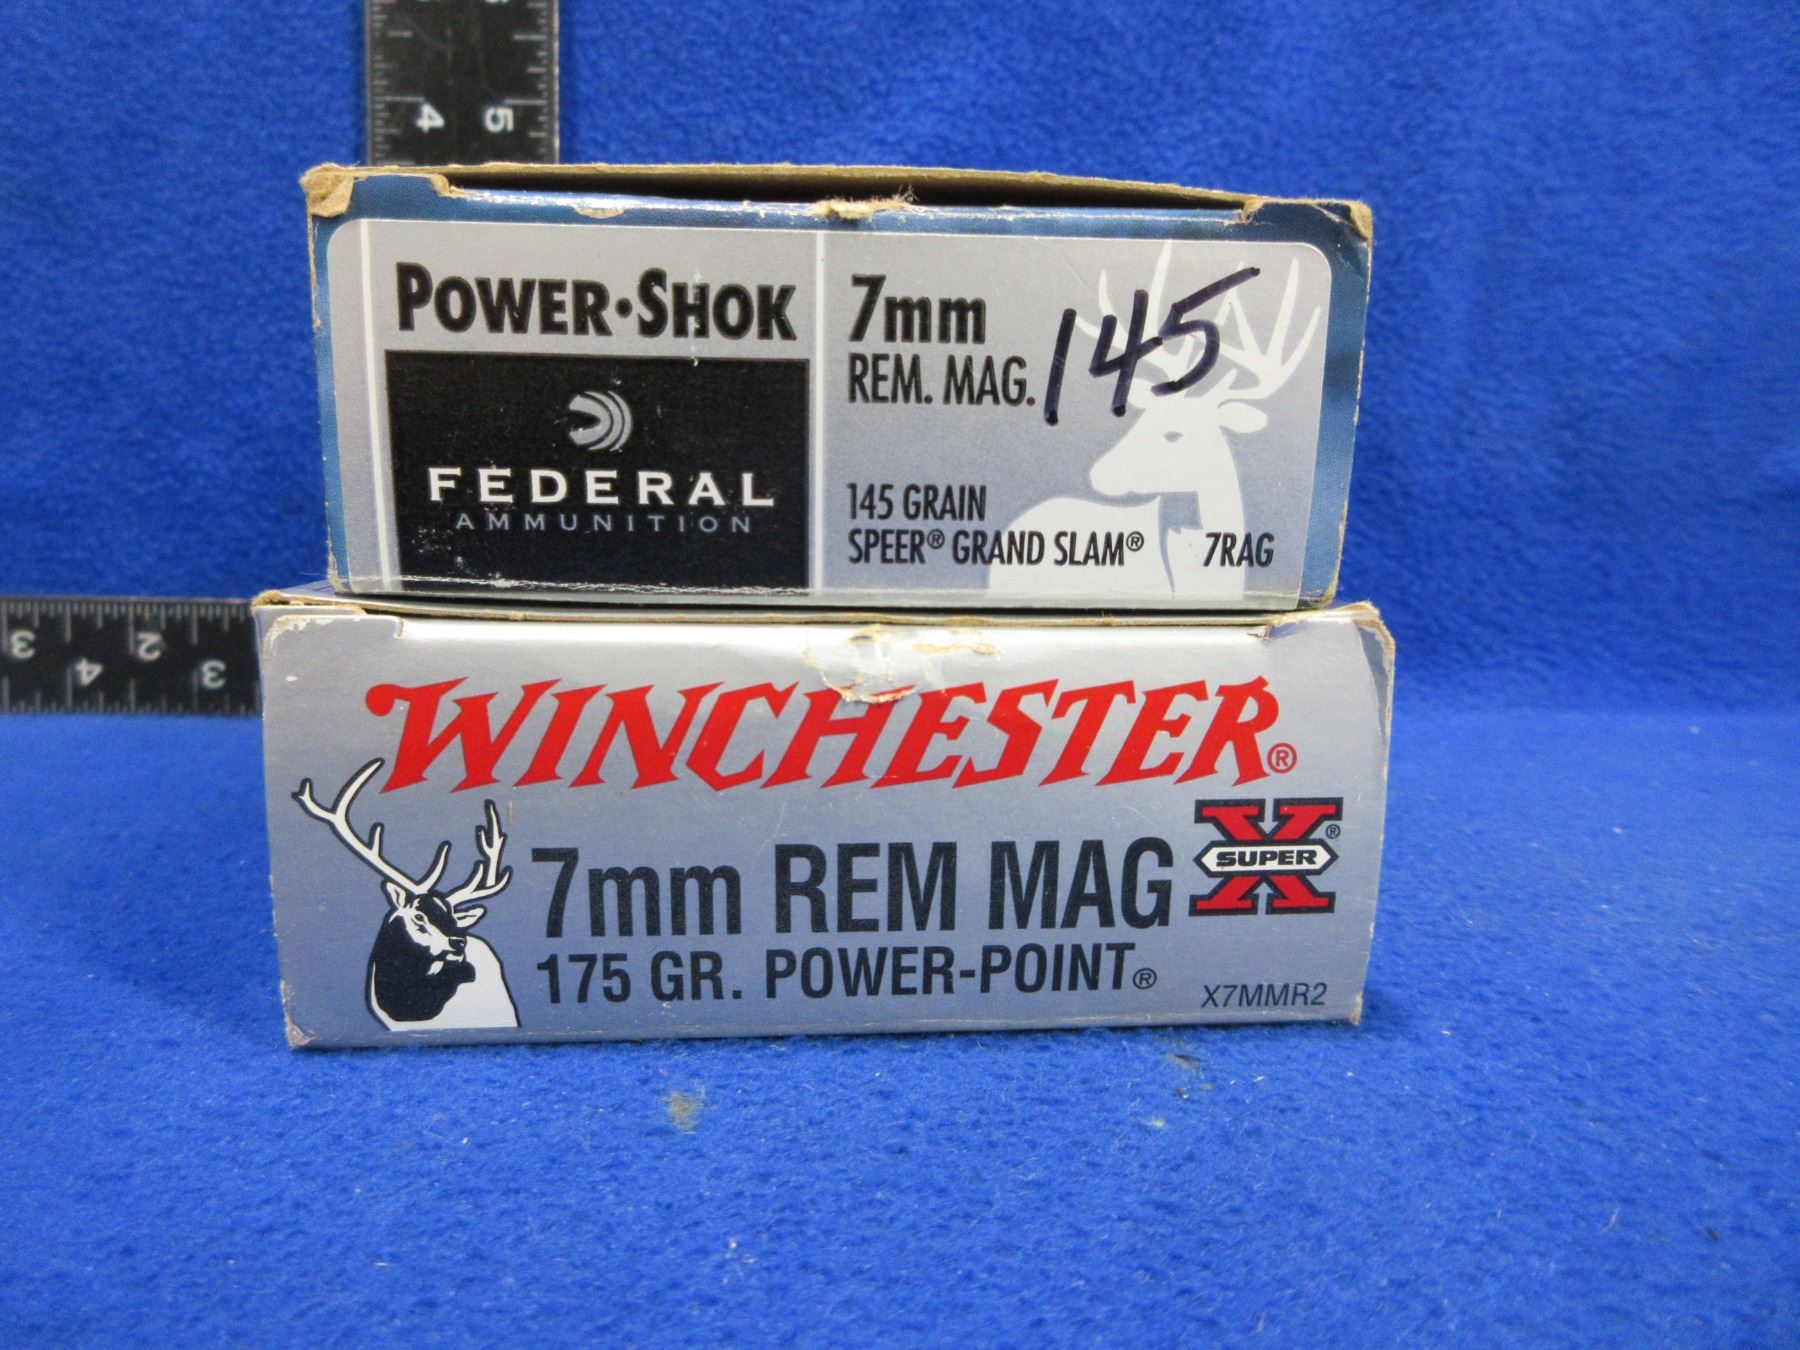 4 5
POWER•SHOK
FEDERAL
AMMUNITION
7mm
REM. MAG.
145
145 GRAIN
SPEER® GRAND SLAM®
7RAG
3 2
4 3
WINCHESTER®
X®
SUPER
7mm REM MAG
175 GR. POWER-POINT®
X7MMR2